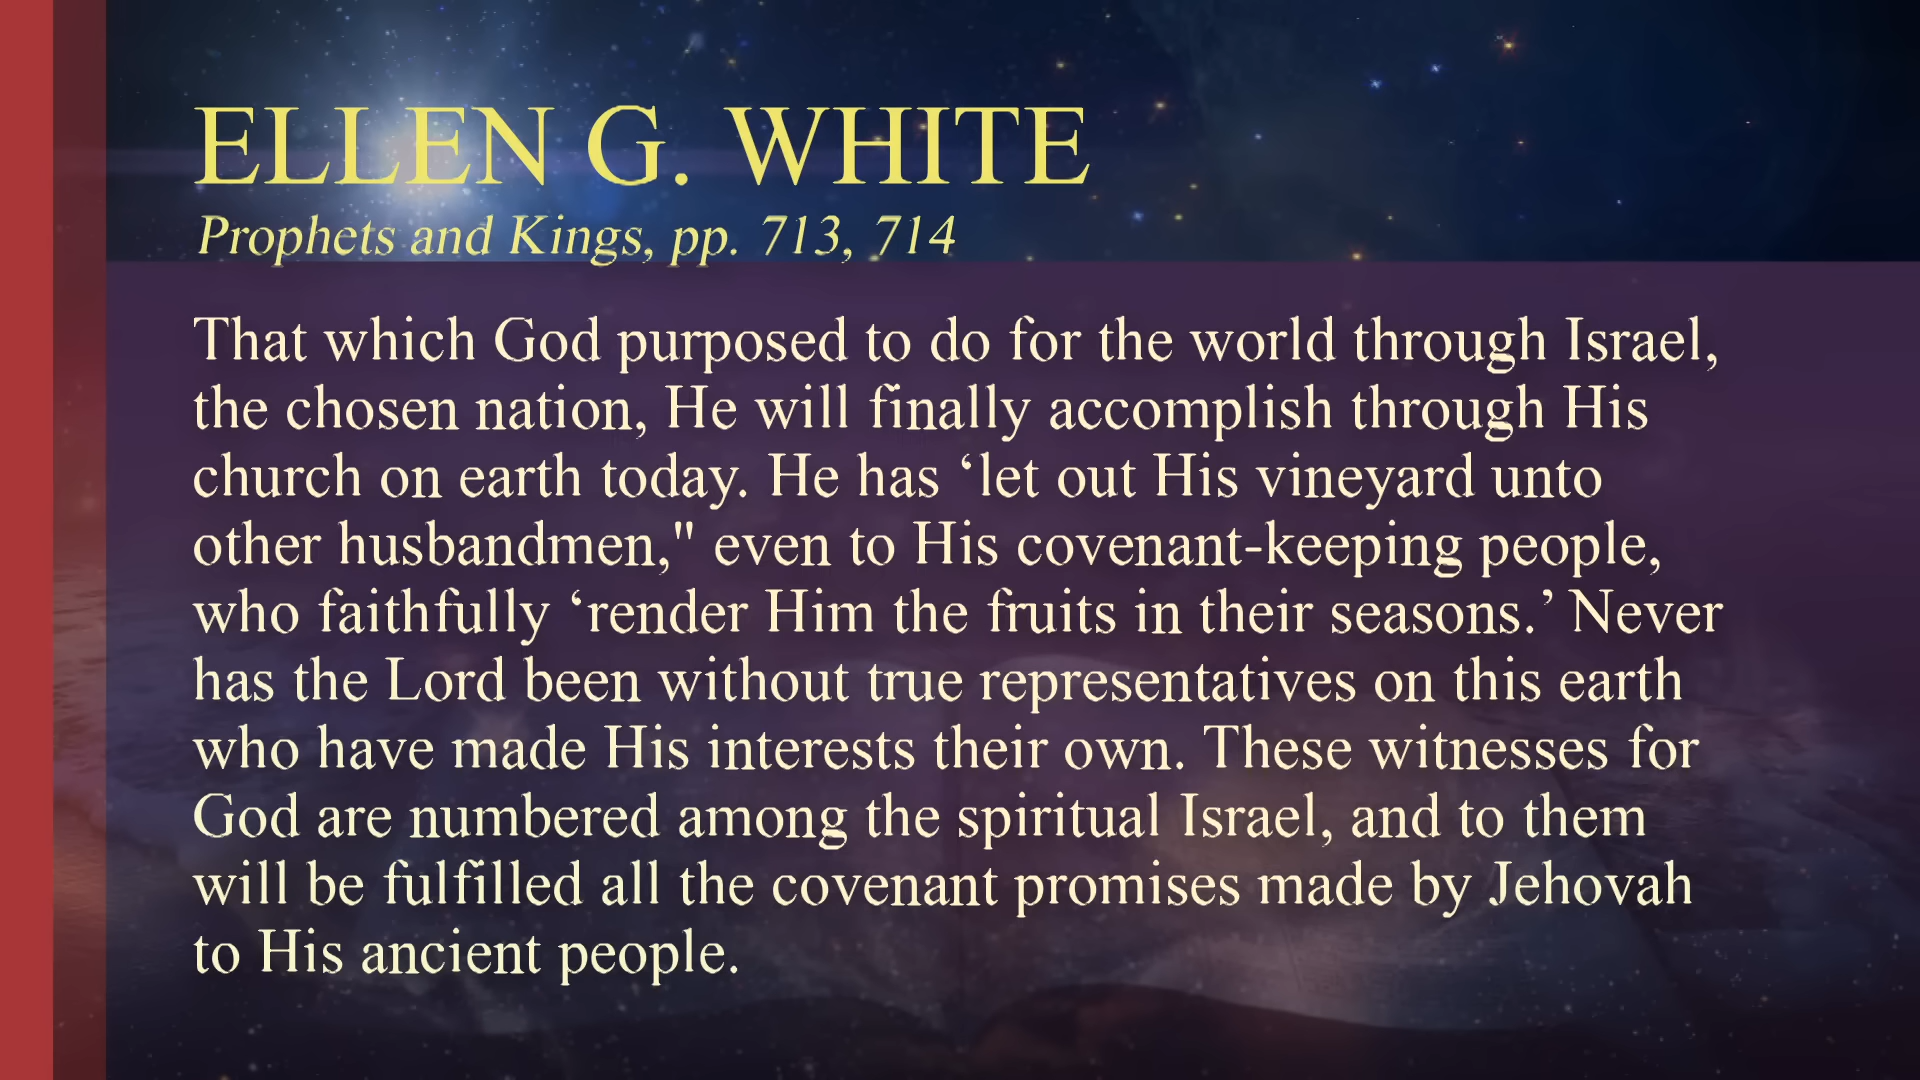 ELLEN G. WHITE
Prophets and Kings, pp. 713, 714
That which God purposed to do for the world through Israel,
the chosen nation, He will finally accomplish through His
church on earth today. He has ‘let out His vineyard unto
other husbandmen," even to His covenant-keeping people,
who faithfully ‘render Him the fruits in their seasons.’ Never
has the Lord been without true representatives on this earth
who have made His interests their own. These witnesses for
God are numbered among the spiritual Israel, and to them
will be fulfilled all the covenant promises made by Jehovah
to His ancient people.